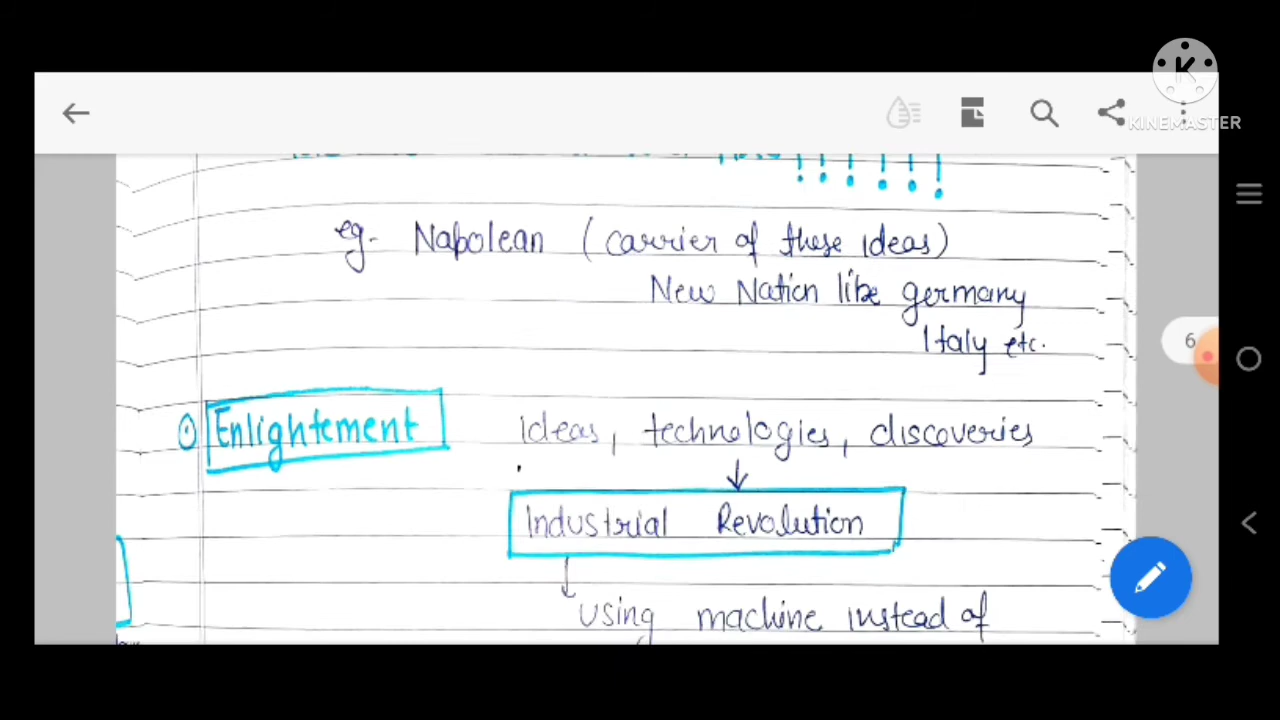 KINEMASTER
!!!!!!
eg. Napolean (carrier of these ideas)
New Nation like germany
Italy etc.
6
Enlightement ideas, technologies, discoveries
Industrial Revolution
using machine instead of